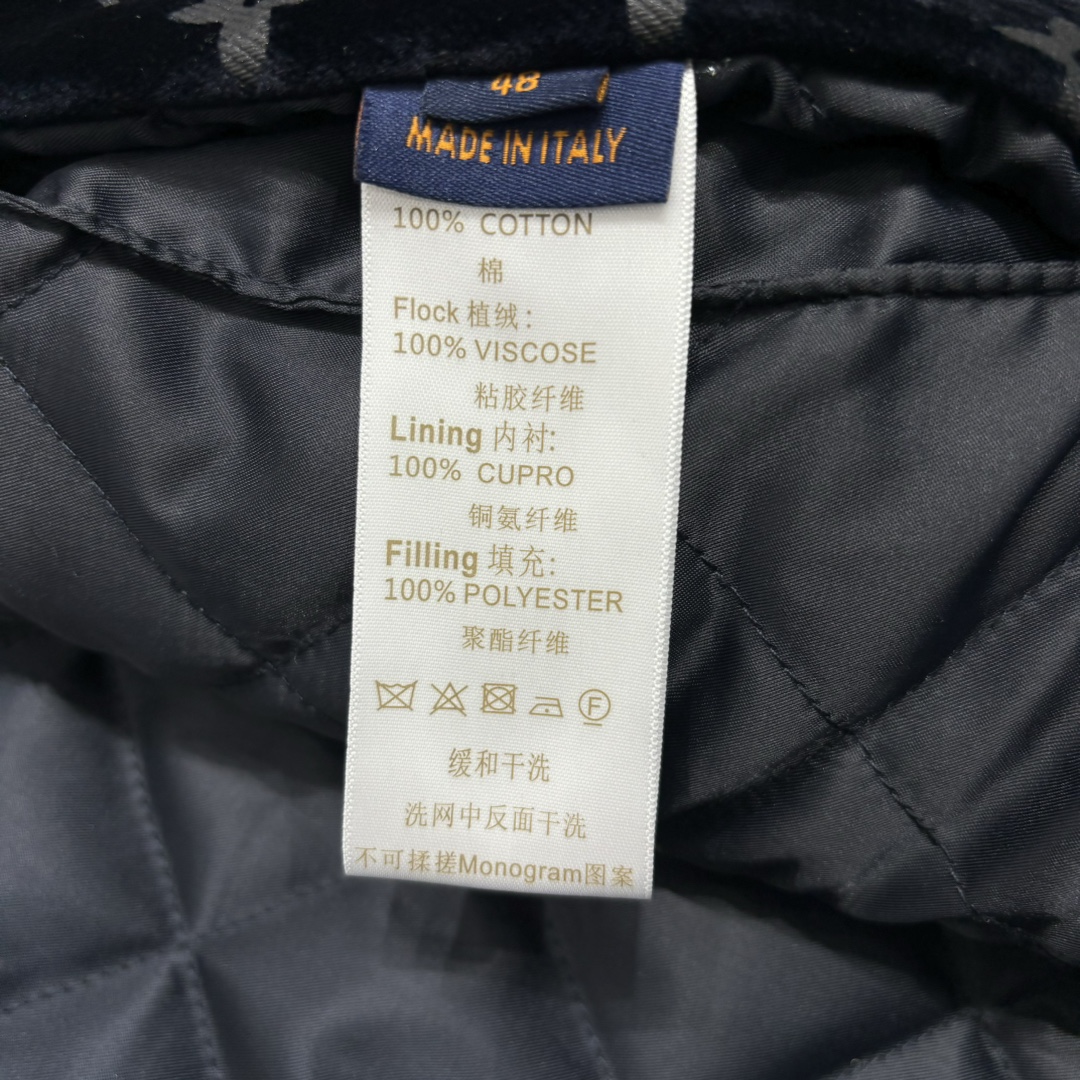 48
MADE IN ITALY
100% COTTON
棉
Flock 植绒:
100% VISCOSE
粘胶纤维
Lining 内衬:
100% CUPRO
铜氨纤维
Filling 填充:
100% POLYESTER
聚酯纤维
F
缓和干洗
洗网中反面干洗
不可揉搓Monogram图案